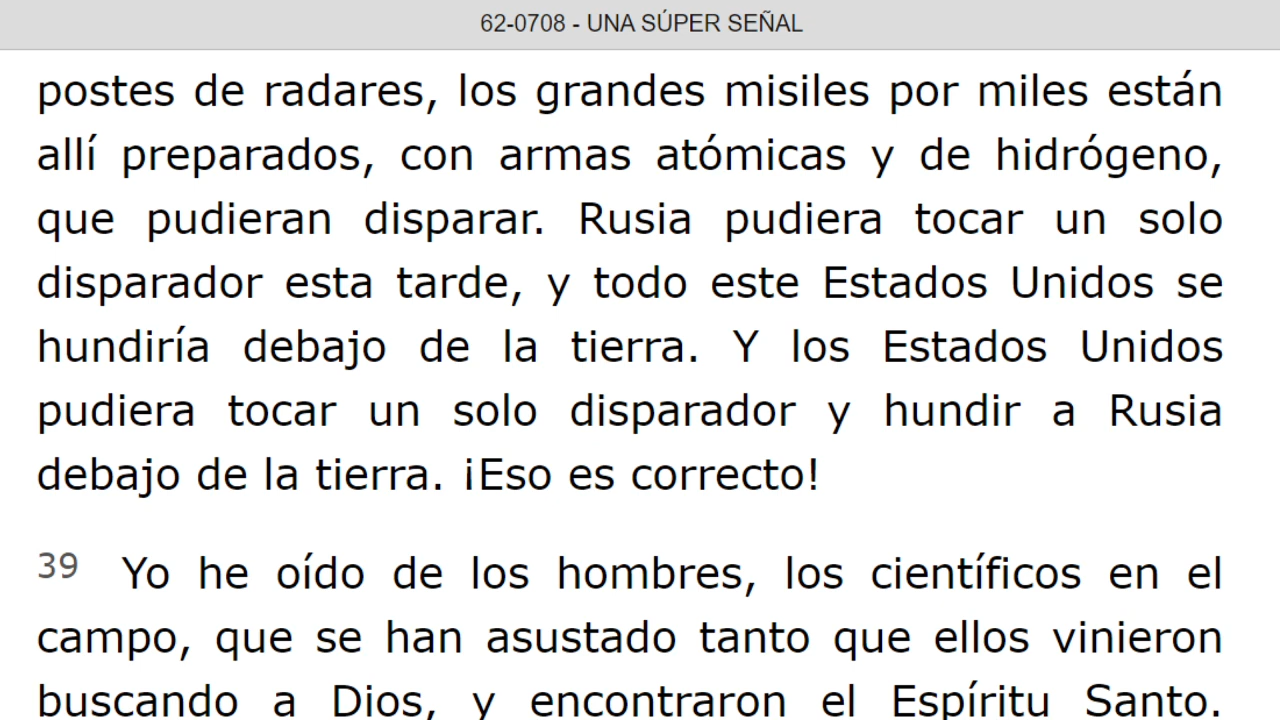 62-0708 - UNA SÚPER SEÑAL
postes de radares, los grandes misiles por miles están
allí preparados, con armas atómicas y de hidrógeno,
que pudieran disparar. Rusia pudiera tocar un solo
disparador esta tarde, y todo este Estados Unidos se
hundiría debajo de la tierra. Y los Estados Unidos
pudiera tocar un solo disparador y hundir a Rusia
debajo de la tierra. ¡Eso es correcto!
39 Yo he oído de los hombres, los científicos en el
campo, que se han asustado tanto que ellos vinieron
buscando a Dios, y encontraron el Espíritu Santo.